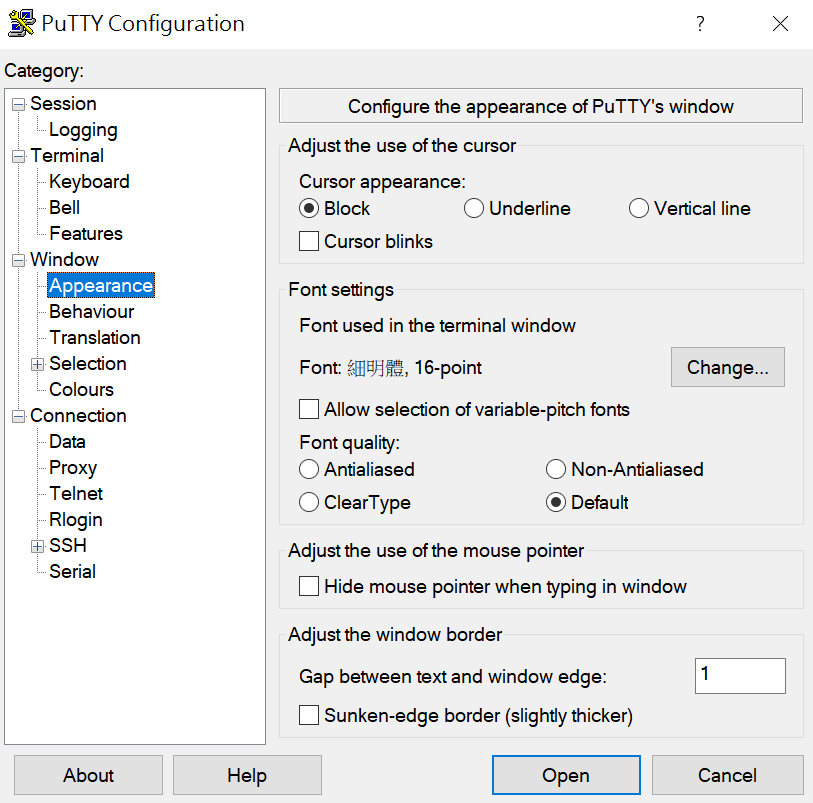 PuTTY Configuration
?
Category:
Session
Logging
Terminal
Keyboard
Bell
Features
Window
Appearance
Behaviour
Translation
Selection
Colours
Connection
Data
Proxy
Telnet
Rlogin
SSH
Serial
Configure the appearance of PuTTY's window
Adjust the use of the cursor
Cursor appearance:
Block Underline Vertical line
Cursor blinks
Font settings
Font used in the terminal window
Font: 細明體, 16-point Change...
Allow selection of variable-pitch fonts
Font quality:
Antialiased Non-Antialiased
ClearType Default
Adjust the use of the mouse pointer
Hide mouse pointer when typing in window
Adjust the window border
Gap between text and window edge: 1
Sunken-edge border (slightly thicker)
About Help Open Cancel